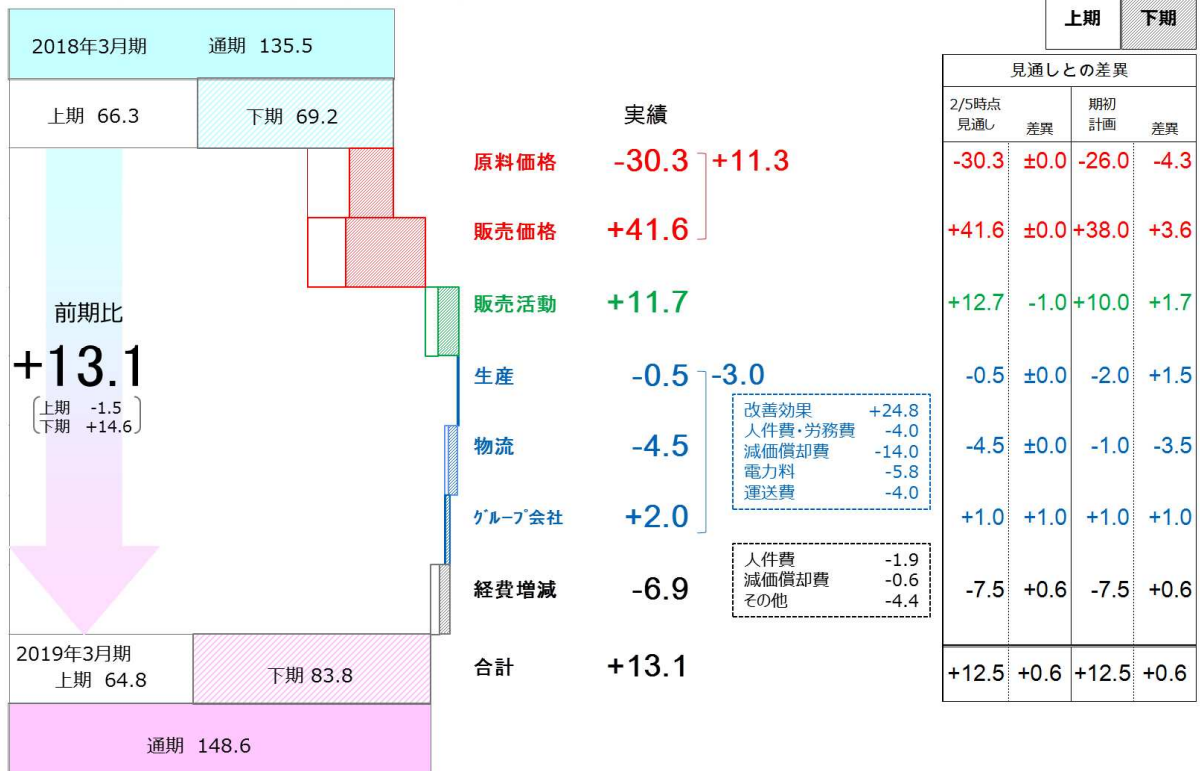 上期 下期
2018年3月期 通期 135.5
上期 66.3 下期 69.2
見通しとの差異
2/5時点 見通し 差異 期初 計画 差異
実績
原料価格 -30.3 +11.3 -30.3 ±0.0 -26.0 -4.3
販売価格 +41.6 +41.6 ±0.0 +38.0 +3.6
販売活動 +11.7 +12.7 -1.0 +10.0 +1.7
前期比
+13.1
上期 -1.5
下期 +14.6
生産 -0.5 -3.0 -0.5 ±0.0 -2.0 +1.5
改善効果 +24.8
人件費・労務費 -4.0
減価償却費 -14.0
電力料 -5.8
運送費 -4.0
物流 -4.5 -4.5 ±0.0 -1.0 -3.5
グループ会社 +2.0 +1.0 +1.0 +1.0 +1.0
人件費 -1.9
減価償却費 -0.6
その他 -4.4
経費増減 -6.9 -7.5 +0.6 -7.5 +0.6
2019年3月期
上期 64.8 下期 83.8
合計 +13.1 +12.5 +0.6 +12.5 +0.6
通期 148.6